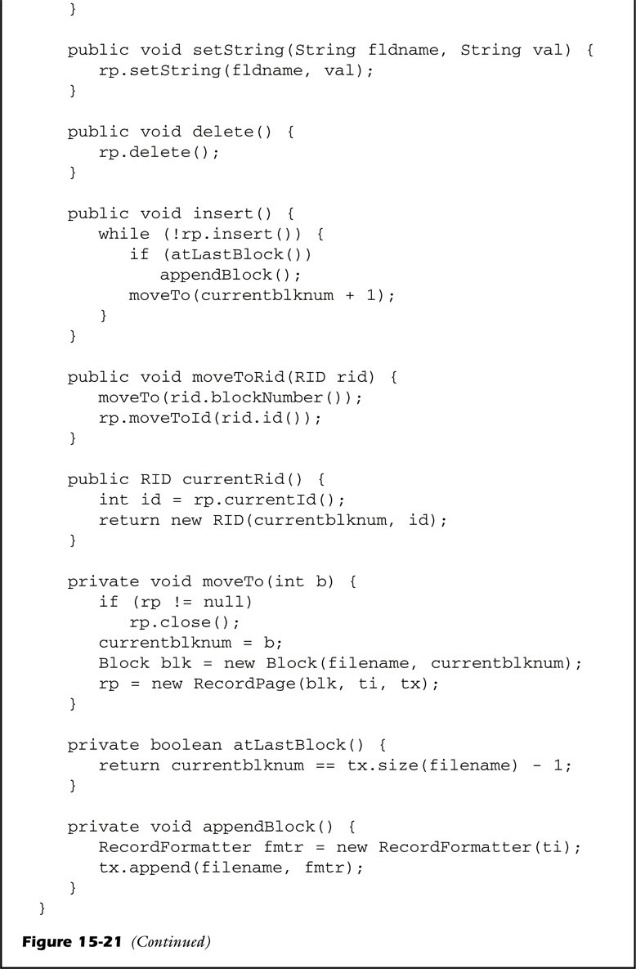 }
public void setString(String fldname, String val) {
rp.setString(fldname, val);
}
public void delete() {
rp.delete();
}
public void insert() {
while (!rp.insert()) {
if (atLastBlock())
appendBlock();
moveTo(currentblknum + 1);
}
}
public void moveToRid(RID rid) {
moveTo(rid.blockNumber());
rp.moveToId(rid.id());
}
public RID currentRid() {
int id = rp.currentId();
return new RID(currentblknum, id);
}
private void moveTo(int b) {
if (rp != null)
rp.close();
currentblknum = b;
Block blk = new Block(filename, currentblknum);
rp = new RecordPage(blk, ti, tx);
}
private boolean atLastBlock() {
return currentblknum == tx.size(filename) - 1;
}
private void appendBlock() {
RecordFormatter fmtr = new RecordFormatter(ti);
tx.append(filename, fmtr);
}
}
Figure 15-21 (Continued)